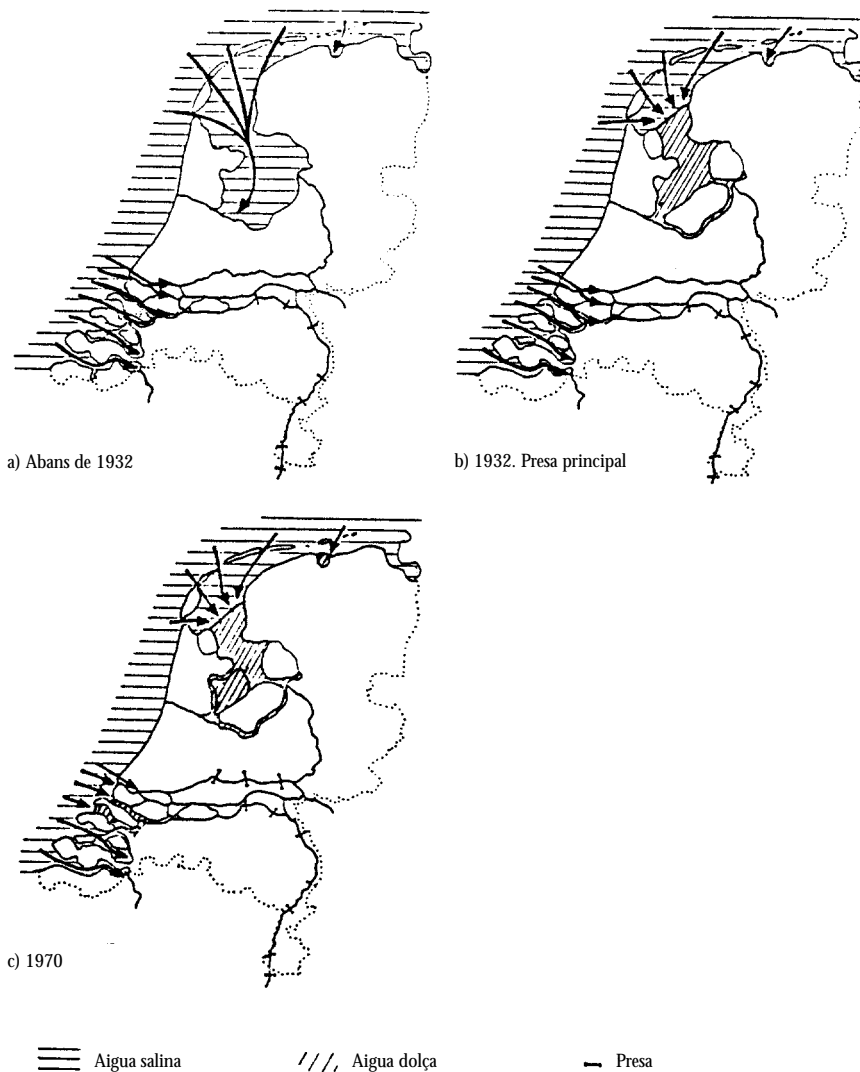 a) Abans de 1932
b) 1932. Presa principal
c) 1970
Aigua salina
Aigua dolça
Presa